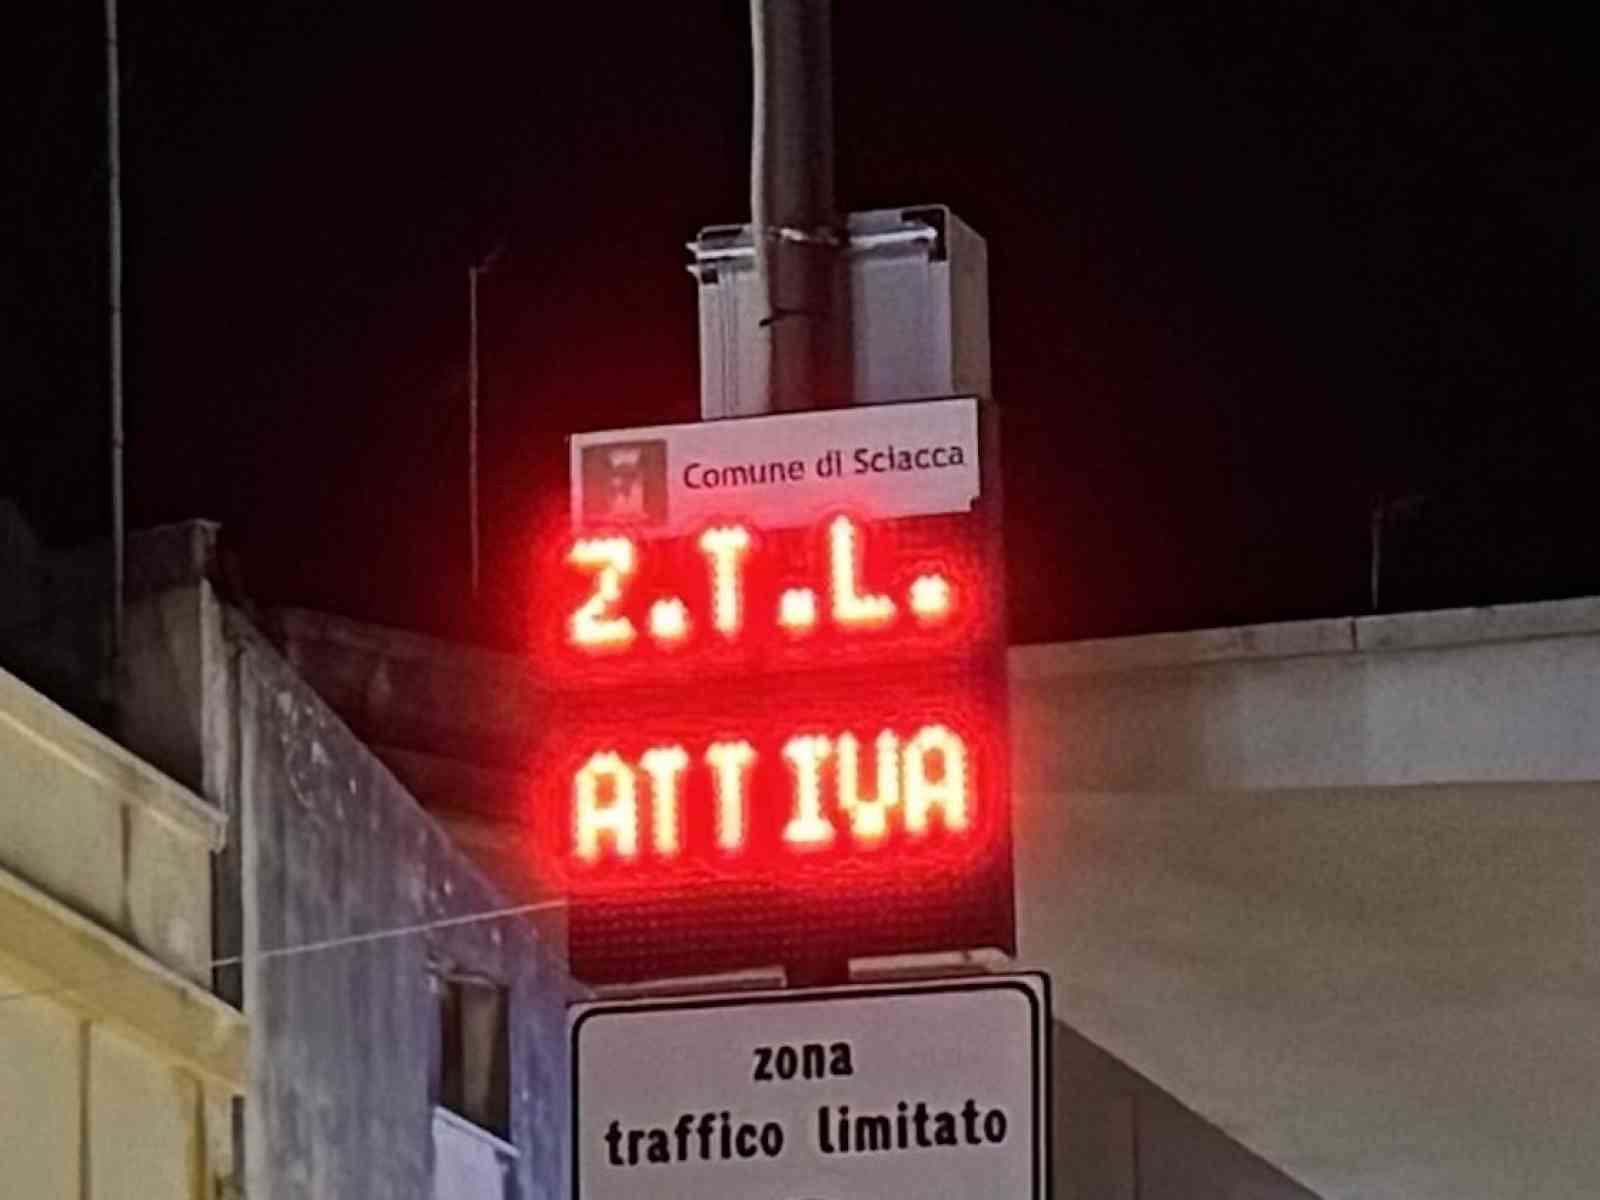 Comune di Sciacca
Z.T.L.
ATTIVA
zona
traffico limitato